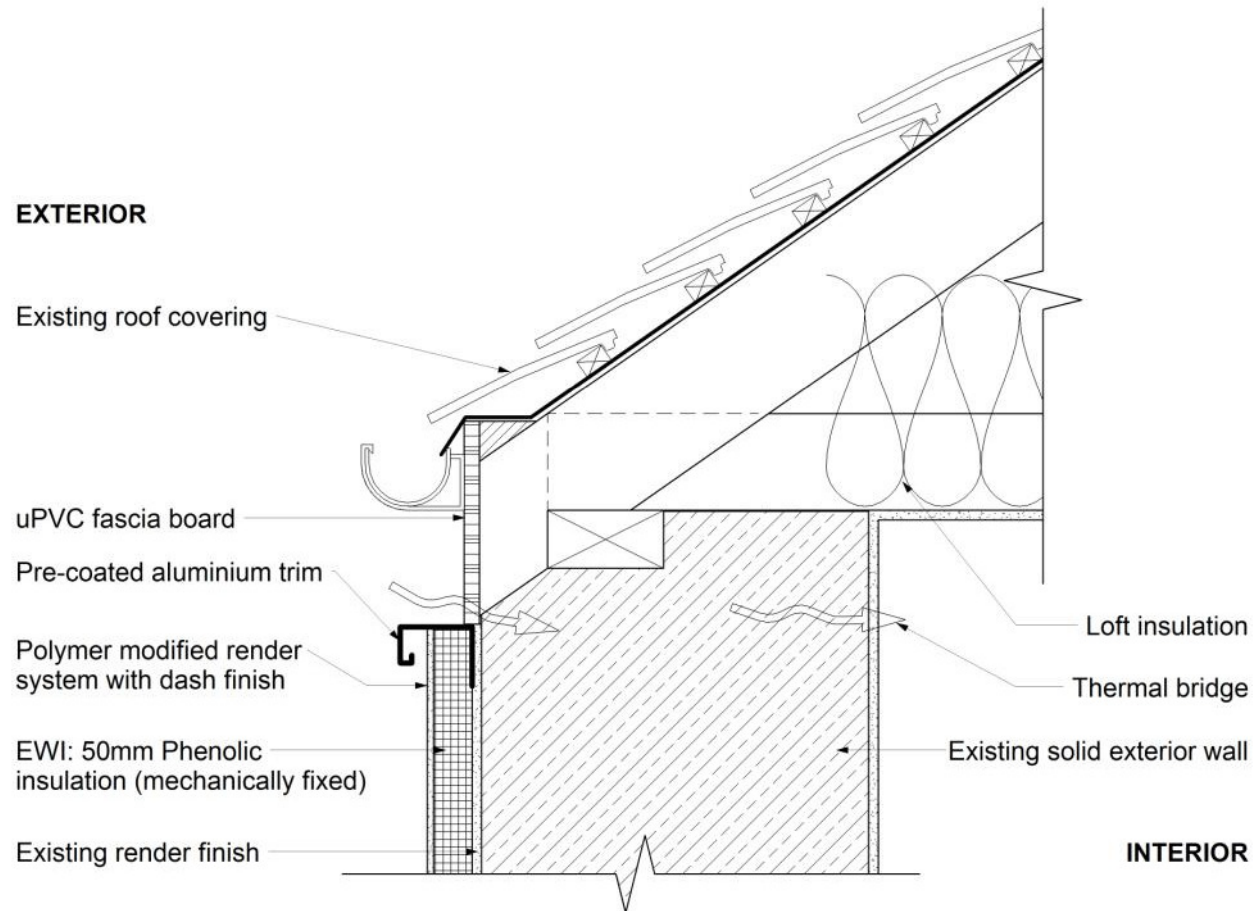 EXTERIOR
Existing roof covering
uPVC fascia board
Pre-coated aluminium trim
Polymer modified render
system with dash finish
EWI: 50mm Phenolic
insulation (mechanically fixed)
Existing render finish
Loft insulation
Thermal bridge
Existing solid exterior wall
INTERIOR